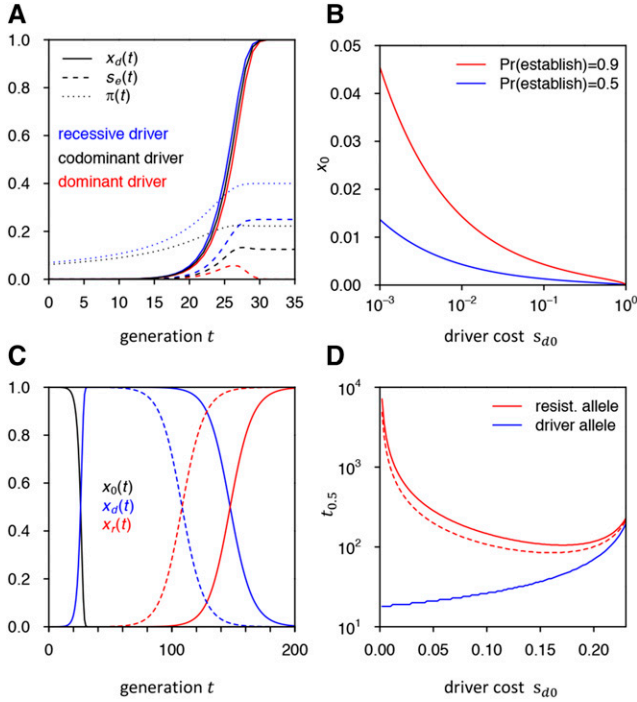 A
1.0
0.8
0.6
0.4
0.2
0.0
x_d(t)
s_e(t)
π(t)
recessive driver
codominant driver
dominant driver
0 5 10 15 20 25 30 35
generation t
B
0.05
0.04
0.03
0.02
0.01
0.00
x_0
Pr(establish)=0.9
Pr(establish)=0.5
10^−3 10^−2 10^−1 10^0
driver cost s_d0
C
1.0
0.8
0.6
0.4
0.2
0.0
x_0(t)
x_d(t)
x_r(t)
0 40 80 120 200
generation t
D
10^4
10^3
10^2
10^1
t_0.5
resist. allele
driver allele
0.00 0.05 0.10 0.15 0.20
driver cost s_d0